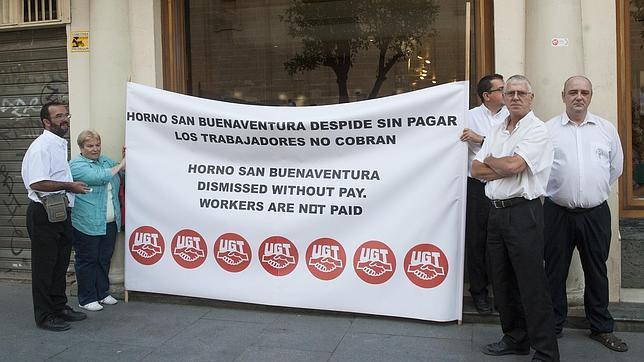 HORNO SAN BUENAVENTURA DESPIDE SIN PAGAR
LOS TRABAJADORES NO COBRAN
HORNO SAN BUENAVENTURA.
DISMISSED WITHOUT PAY.
WORKERS ARE NOT PAID
UGT UGT UGT UGT UGT UGT UGT